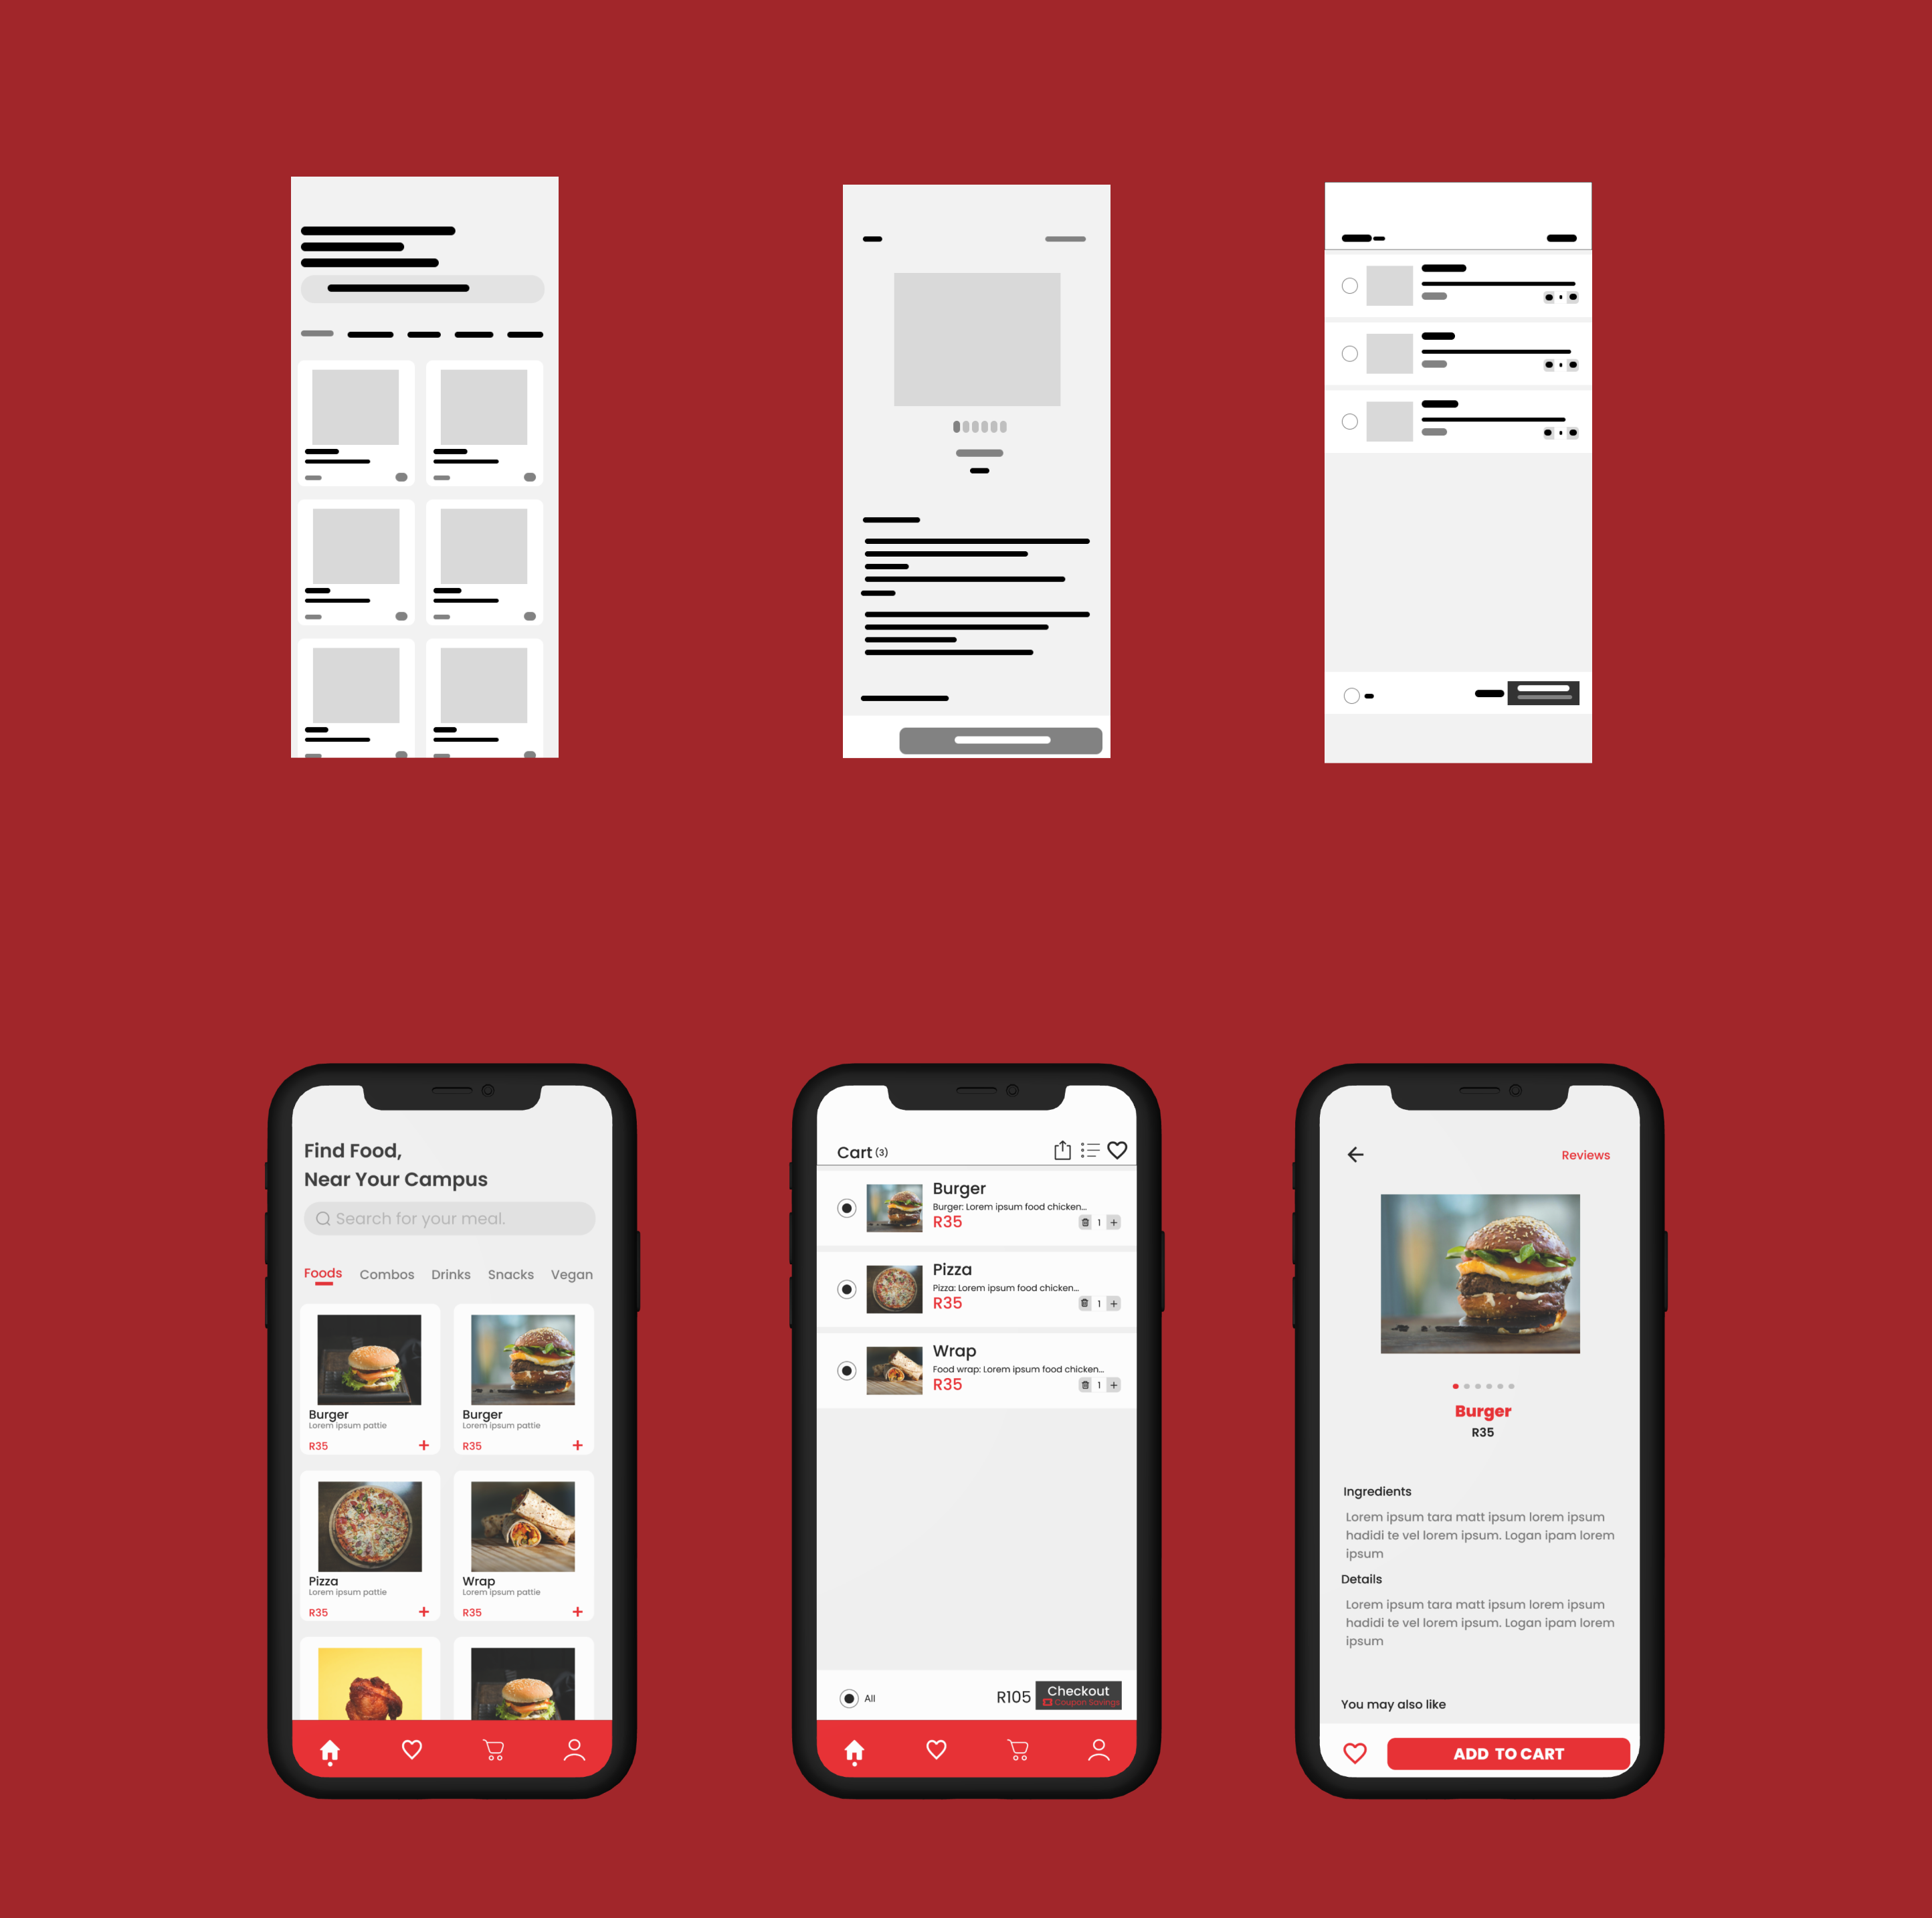 Find Food,
Near Your Campus
Search for your meal.
Foods Combos Drinks Snacks Vegan
Burger
Lorem ipsum pattie
R35 +
Burger
Lorem ipsum pattie
R35 +
Pizza
Lorem ipsum pattie
R35 +
Wrap
Lorem ipsum pattie
R35 +
Cart (3)
Burger
Burger: Lorem ipsum food chicken...
R35 1 +
Pizza
Pizza: Lorem ipsum food chicken...
R35 1 +
Wrap
Food wrap: Lorem ipsum food chicken...
R35 1 +
All R105 Checkout
Coupon Savings
Reviews
Burger
R35
Ingredients
Lorem ipsum tara matt ipsum lorem ipsum
hadidi te vel lorem ipsum. Logan ipam lorem
ipsum
Details
Lorem ipsum tara matt ipsum lorem ipsum
hadidi te vel lorem ipsum. Logan ipam lorem
ipsum
You may also like
ADD TO CART